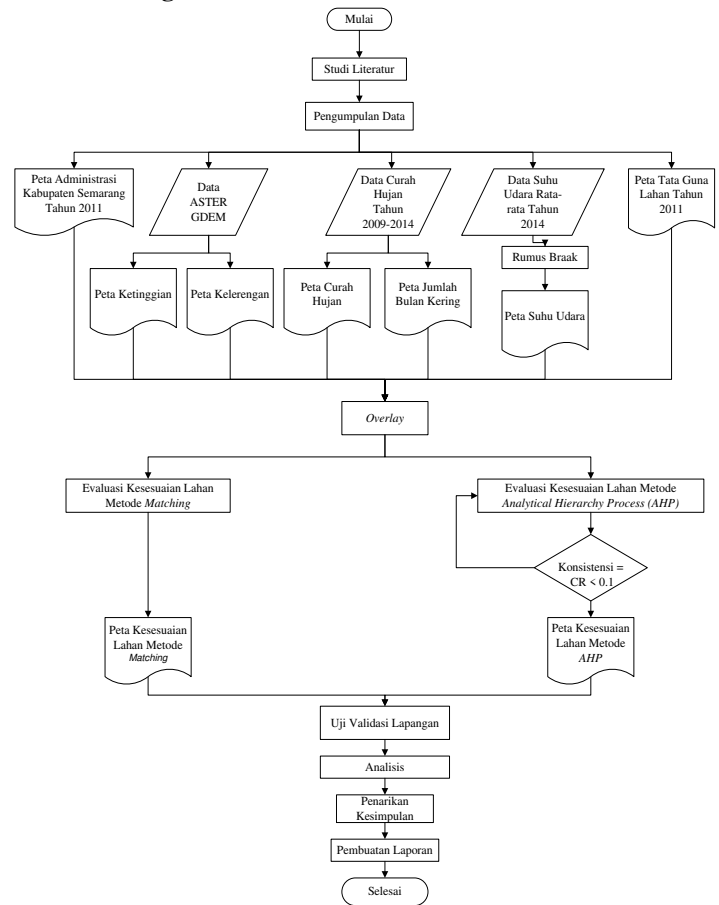 Mulai
Studi Literatur
Pengumpulan Data
Peta Administrasi
Kabupaten Semarang
Tahun 2011
Data
ASTER
GDEM
Data Curah
Hujan
Tahun
2009-2014
Data Suhu
Udara Rata-
rata Tahun
2014
Peta Tata Guna
Lahan Tahun
2011
Rumus Braak
Peta Ketinggian
Peta Kelerengan
Peta Curah
Hujan
Peta Jumlah
Bulan Kering
Peta Suhu Udara
Overlay
Evaluasi Kesesuaian Lahan
Metode Matching
Evaluasi Kesesuaian Lahan Metode
Analytical Hierarchy Process (AHP)
Konsistensi =
CR < 0.1
Peta Kesesuaian
Lahan Metode
Matching
Peta Kesesuaian
Lahan Metode
AHP
Uji Validasi Lapangan
Analisis
Penarikan
Kesimpulan
Pembuatan Laporan
Selesai